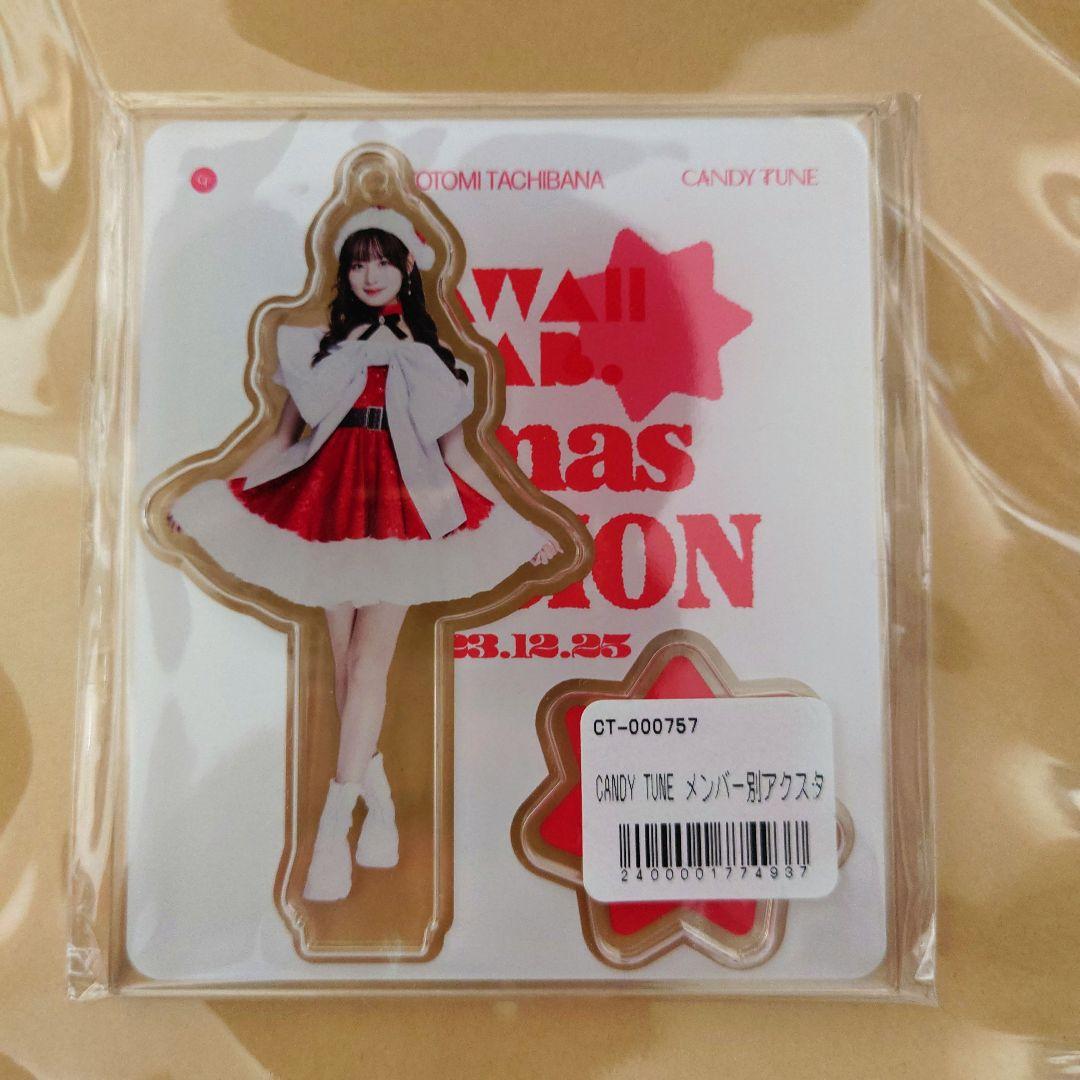 OTOMI TACHIBANA
CANDY TUNE
AWAII
AB.
mas
ION
23.12.25
CT-000757
CANDY TUNE メンバー別アクスタ
2400001774937